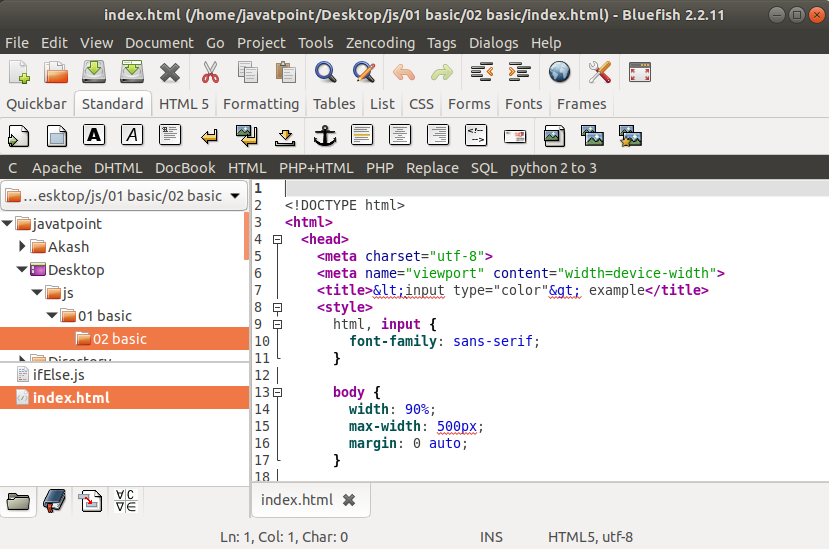 index.html (/home/javatpoint/Desktop/js/01 basic/02 basic/index.html) - Bluefish 2.2.11
File Edit View Document Go Project Tools Zencoding Tags Dialogs Help
Quickbar Standard HTML 5 Formatting Tables List CSS Forms Fonts Frames
C Apache DHTML DocBook HTML PHP+HTML PHP Replace SQL python 2 to 3
...esktop/js/01 basic/02 basic
javatpoint
Akash
Desktop
js
01 basic
02 basic
Directory
ifElse.js
index.html
1
2 <!DOCTYPE html>
3 <html>
4 <head>
5 <meta charset="utf-8">
6 <meta name="viewport" content="width=device-width">
7 <title>&lt;input type="color"&gt; example</title>
8 <style>
9 html, input {
10 font-family: sans-serif;
11 }
12
13 body {
14 width: 90%;
15 max-width: 500px;
16 margin: 0 auto;
17 }
18
index.html
Ln: 1, Col: 1, Char: 0 INS HTML5, utf-8